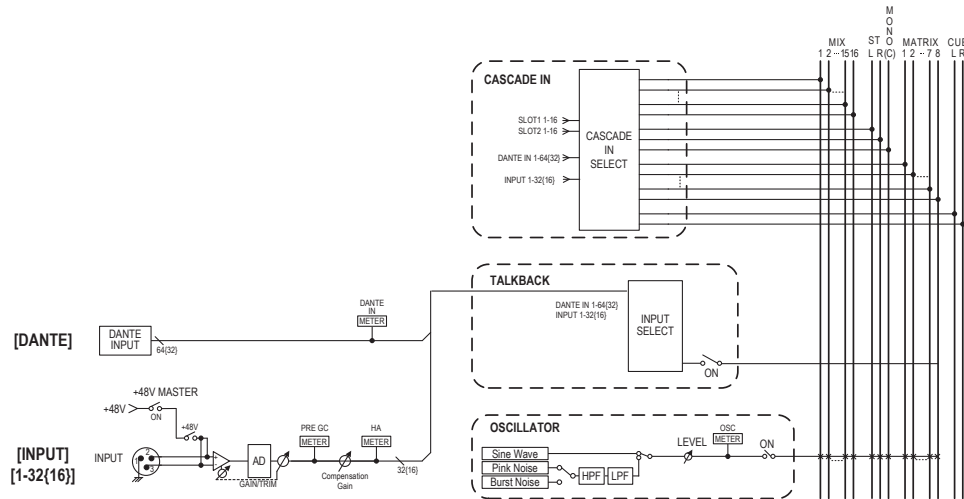 M
O
N
O
MIX ST MATRIX CUE
1 2 ··· 1516 L R (C) 1 2 ·· 7 8 L R
CASCADE IN
SLOT1 1-16
SLOT2 1-16
DANTE IN 1-64{32}
INPUT 1-32{16}
CASCADE
IN
SELECT
TALKBACK
DANTE IN 1-64{32}
INPUT 1-32{16}
INPUT
SELECT
ON
[DANTE]
DANTE
INPUT
64{32}
DANTE
IN
METER
+48V MASTER
+48V
ON
+48V
[INPUT]
[1-32{16}]
INPUT
1
2
3
+
-
AD
GAIN/TRIM
PRE GC
METER
Compensation
Gain
HA
METER
32{16}
OSCILLATOR
Sine Wave
Pink Noise
Burst Noise
HPF
LPF
LEVEL
OSC
METER
ON